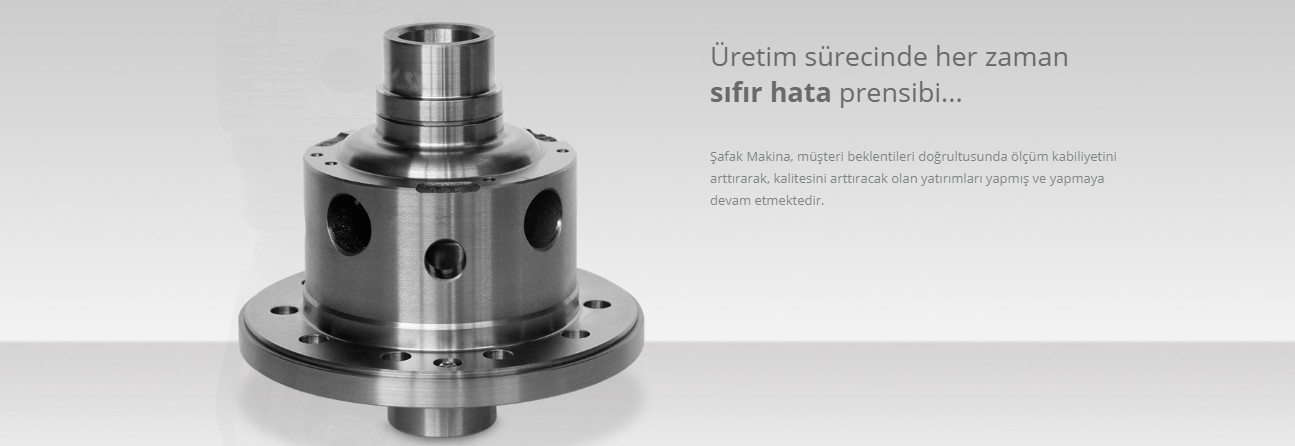 Üretim sürecinde her zaman
sıfır hata prensibi...
Şafak Makina, müşteri beklentileri doğrultusunda ölçüm kabiliyetini
arttırarak, kalitesini arttıracak olan yatırımları yapmış ve yapmaya
devam etmektedir.